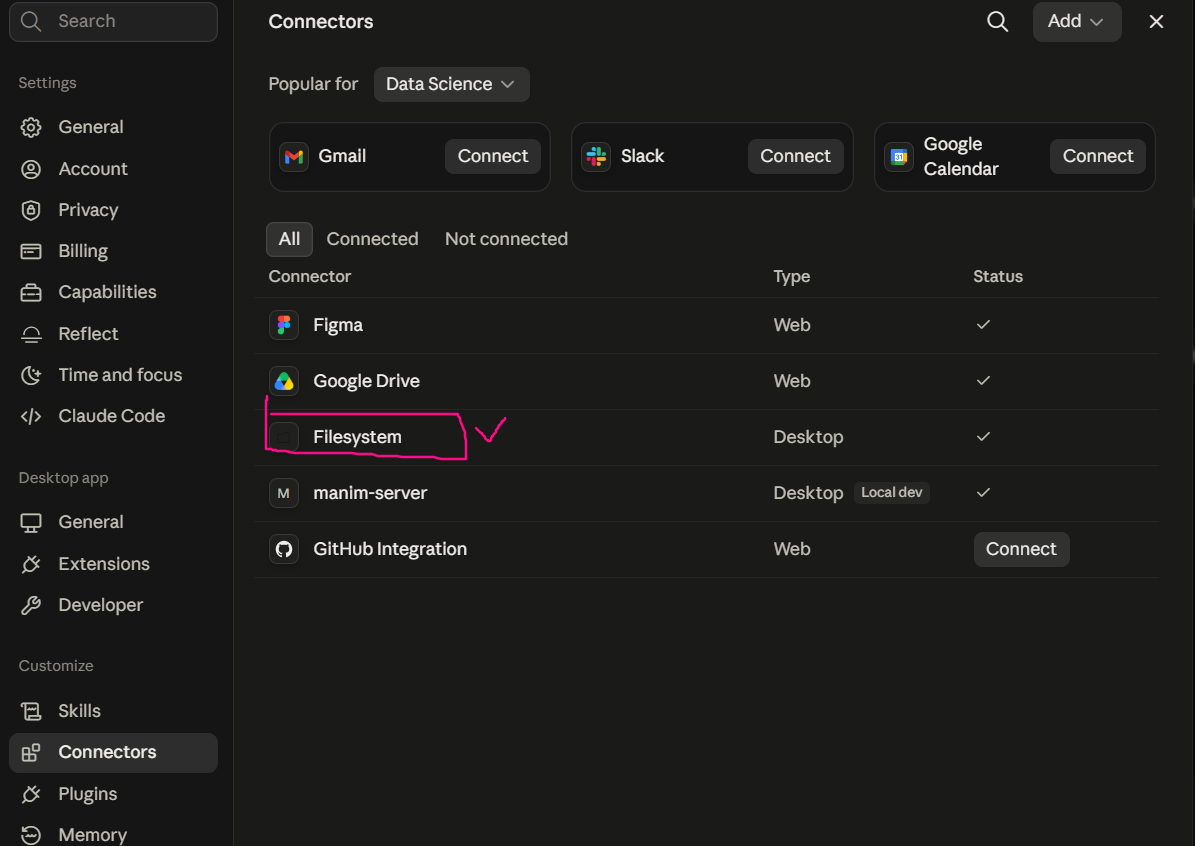 Search
Settings
General
Account
Privacy
Billing
Capabilities
Reflect
Time and focus
Claude Code
Desktop app
General
Extensions
Developer
Customize
Skills
Connectors
Plugins
Memory
Connectors
Add
Popular for Data Science
Gmail Connect
Slack Connect
Google
Calendar
Connect
31
All Connected Not connected
Connector Type Status
Figma Web
Google Drive Web
Filesystem Desktop
M manim-server Desktop Local dev
GitHub Integration Web Connect